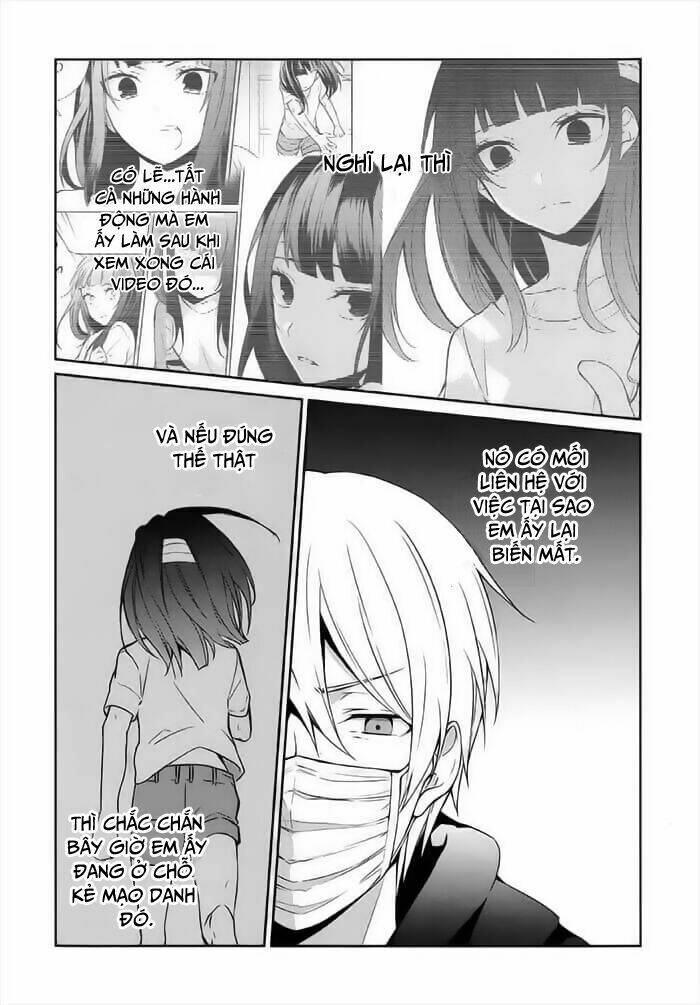 NGHĨ LẠI THÌ
CÓ LẼ...TẤT
CẢ NHỮNG HÀNH
ĐỘNG MÀ EM
ẤY LÀM SAU KHI
XEM XONG CÁI
VIDEO ĐÓ...
NÓ CÓ MỐI
LIÊN HỆ VỚI
VIỆC TẠI SAO
EM ẤY LẠI
BIẾN MẤT.
VÀ NẾU ĐÚNG
THẾ THẬT
THÌ CHẮC CHẮN
BÂY GIỜ EM ẤY
ĐANG Ở CHỖ
KẺ MẠO DANH
ĐÓ.